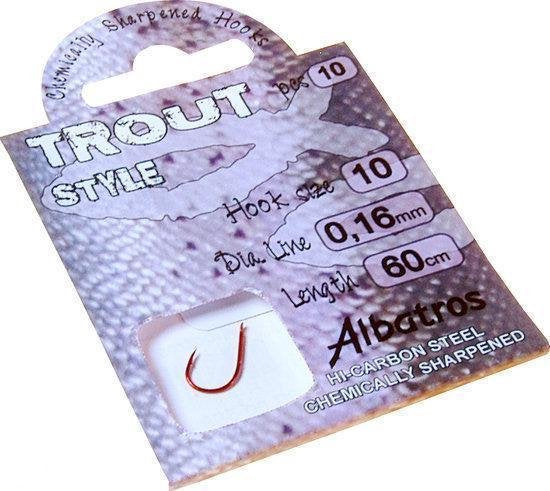 Chemically Sharpened Hooks
TROUT
STYLE
pcs 10
Hook size 10
Dia. Line 0,16mm
Length 60cm
Albatros
HI-CARBON STEEL
CHEMICALLY SHARPENED